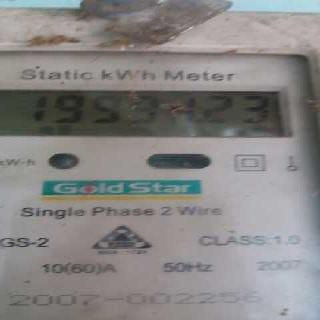 Static kWh Meter
kW-h
Gold Star
Single Phase 2 Wire
GS-2 CLASS:1.0
10(60)A 50Hz 2007
2007-002256